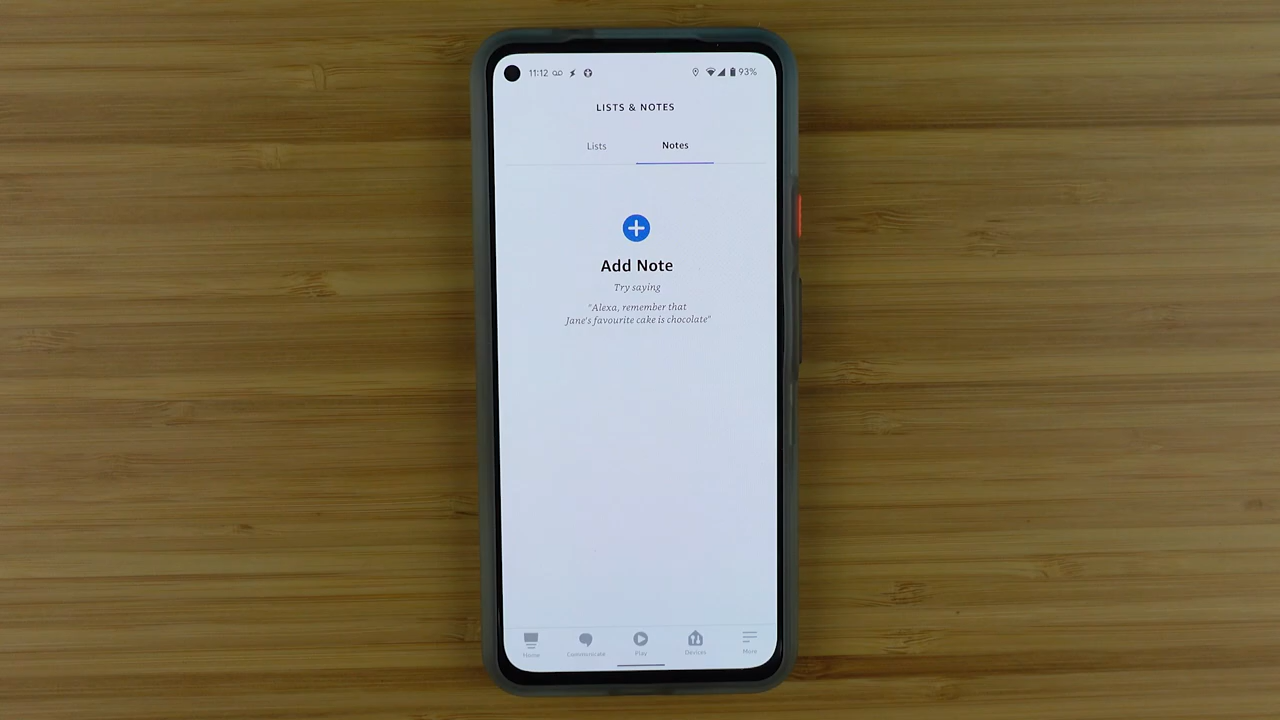 11:12 93%
LISTS & NOTES
Lists Notes
Add Note
Try saying
"Alexa, remember that
Jane's favourite cake is chocolate"
Home Communicate Play Devices More